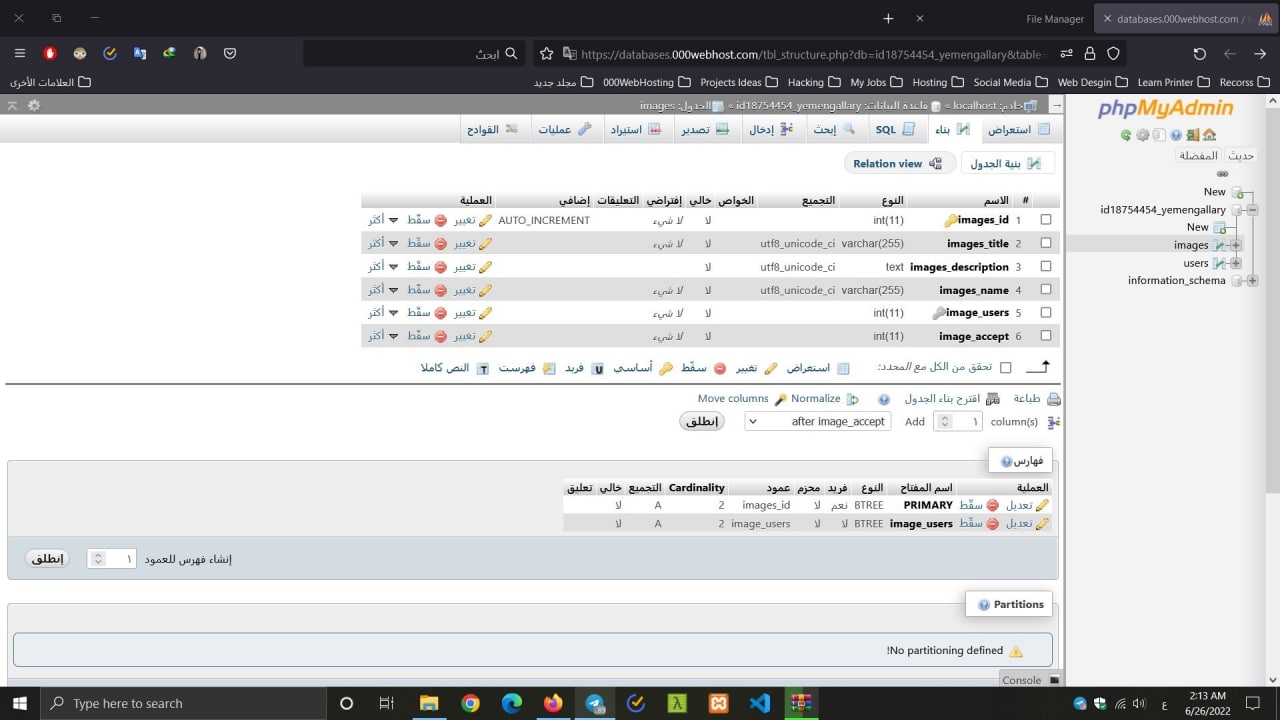 File Manager
databases.000webhost.com /
ابحث
https://databases.000webhost.com/tbl_structure.php?db=id18754454_yemengallary&table=
العلامات الأخرى
مجلد جديد
000WebHosting
Projects Ideas
Hacking
My Jobs
Hosting
Social Media
Web Desgin
Learn Printer
Recorss
phpMyAdmin
حديث
المفضلة
New
id18754454_yemengallary
New
images
users
information_schema
خادم: localhost » قاعدة البيانات: id18754454_yemengallary » الجدول: images
استعراض
بناء
SQL
إبحث
إدخال
تصدير
استيراد
عمليات
القوادح
بنية الجدول
Relation view
# الاسم النوع التجميع الخواص خالي إفتراضي التعليقات إضافي العملية
1 images_id int(11) لا لا شيء AUTO_INCREMENT تغيير سقّط أكثر
2 images_title varchar(255) utf8_unicode_ci لا لا شيء تغيير سقّط أكثر
3 images_description text utf8_unicode_ci لا لا شيء تغيير سقّط أكثر
4 images_name varchar(255) utf8_unicode_ci لا لا شيء تغيير سقّط أكثر
5 image_users int(11) لا لا شيء تغيير سقّط أكثر
6 image_accept int(11) لا لا شيء تغيير سقّط أكثر
تحقق من الكل مع المحدد: استعراض تغيير سقّط أساسي فريد فهرست النص كاملا
طباعة اقترح بناء الجدول Normalize Move columns
column(s) ١ Add after image_accept إنطلق
فهارس
العملية اسم المفتاح النوع فريد محزم عمود Cardinality التجميع خالي تعليق
تعديل سقّط PRIMARY BTREE نعم لا images_id 2 A لا
تعديل سقّط image_users BTREE لا لا image_users 2 A لا
إنشاء فهرس للعمود ١ إنطلق
Partitions
No partitioning defined!
Console
Type here to search
ع
2:13 AM
6/26/2022